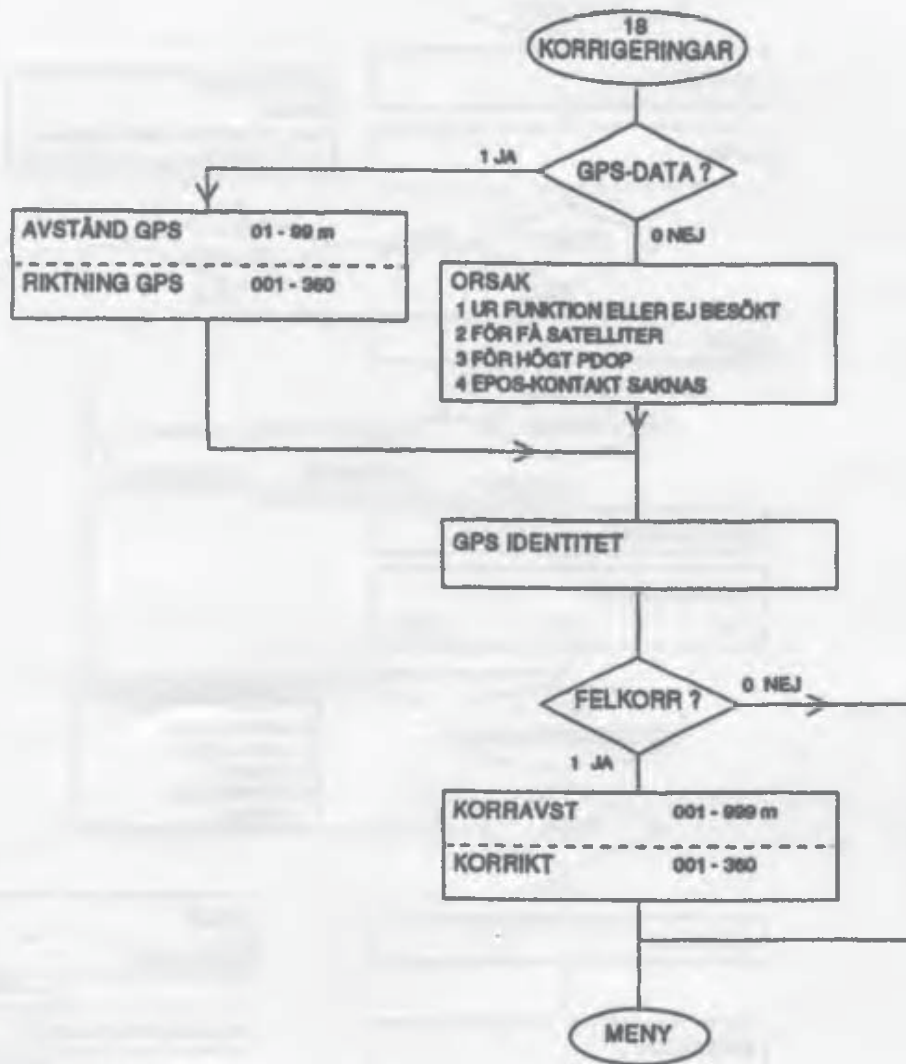 18
KORRIGERINGAR
1 JA
GPS-DATA ?
0 NEJ
AVSTÅND GPS 01 - 99 m
RIKTNING GPS 001 - 360
ORSAK
1 UR FUNKTION ELLER EJ BESÖKT
2 FÖR FÅ SATELLITER
3 FÖR HÖGT PDOP
4 EPOS-KONTAKT SAKNAS
GPS IDENTITET
FELKORR ?
0 NEJ
1 JA
KORRAVST 001 - 999 m
KORRIKT 001 - 360
MENY